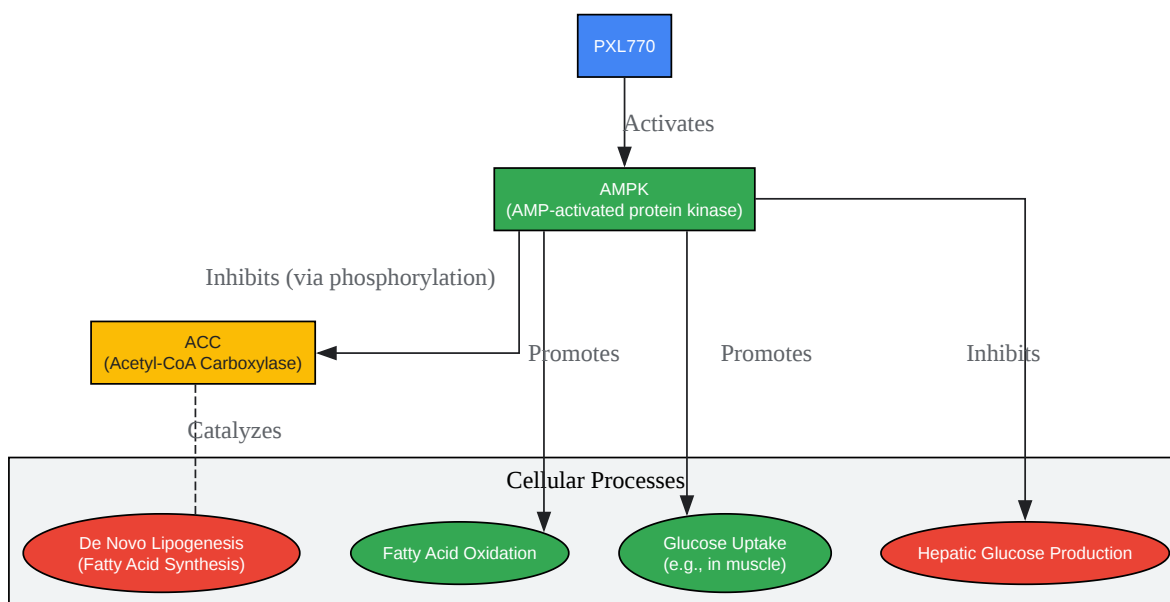 PXL770
Activates
AMPK
(AMP-activated protein kinase)
Inhibits (via phosphorylation)
ACC
(Acetyl-CoA Carboxylase)
Promotes
Promotes
Inhibits
Catalyzes
Cellular Processes
De Novo Lipogenesis
(Fatty Acid Synthesis)
Fatty Acid Oxidation
Glucose Uptake
(e.g., in muscle)
Hepatic Glucose Production